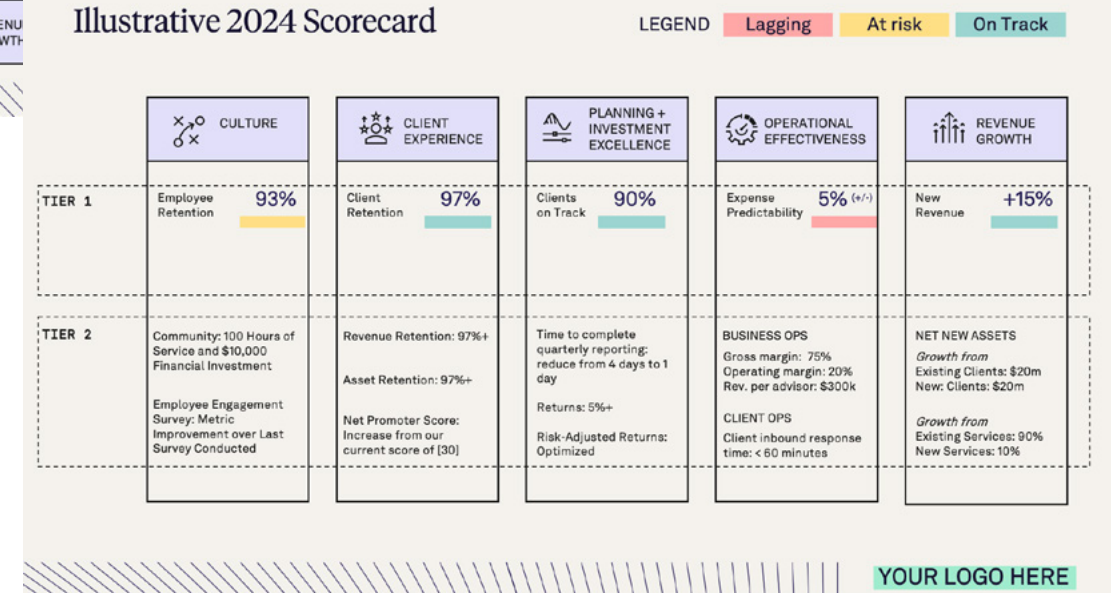 Illustrative 2024 Scorecard
LEGEND
Lagging
At risk
On Track
CULTURE
CLIENT
EXPERIENCE
PLANNING +
INVESTMENT
EXCELLENCE
OPERATIONAL
EFFECTIVENESS
REVENUE
GROWTH
TIER 1
Employee
Retention
93%
Client
Retention
97%
Clients
on Track
90%
Expense
Predictability
5% (+/-)
New
Revenue
+15%
TIER 2
Community: 100 Hours of
Service and $10,000
Financial Investment
Employee Engagement
Survey: Metric
Improvement over Last
Survey Conducted
Revenue Retention: 97%+
Asset Retention: 97%+
Net Promoter Score:
Increase from our
current score of [30]
Time to complete
quarterly reporting:
reduce from 4 days to 1
day
Returns: 5%+
Risk-Adjusted Returns:
Optimized
BUSINESS OPS
Gross margin: 75%
Operating margin: 20%
Rev. per advisor: $300k
CLIENT OPS
Client inbound response
time: < 60 minutes
NET NEW ASSETS
Growth from
Existing Clients: $20m
New: Clients: $20m
Growth from
Existing Services: 90%
New Services: 10%
YOUR LOGO HERE